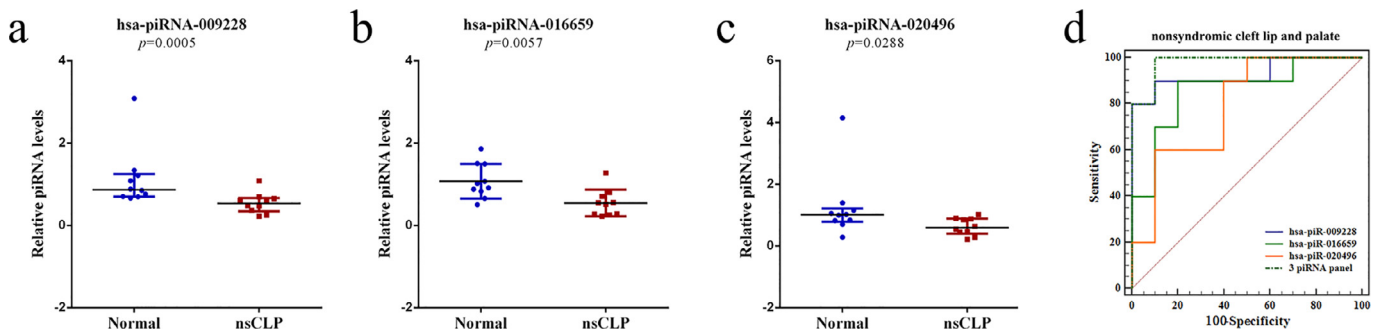 a
hsa-piRNA-009228
p=0.0005
Relative piRNA levels
4
2
0
-2
Normal nsCLP
b
hsa-piRNA-016659
p=0.0057
Relative piRNA levels
4
2
0
-2
Normal nsCLP
c
hsa-piRNA-020496
p=0.0288
Relative piRNA levels
6
4
2
0
-2
Normal nsCLP
d
nonsyndromic cleft lip and palate
Sensitivity
100
80
60
40
20
0
hsa-piR-009228
hsa-piR-016659
hsa-piR-020496
3 piRNA panel
0 20 40 60 80 100
100-Specificity